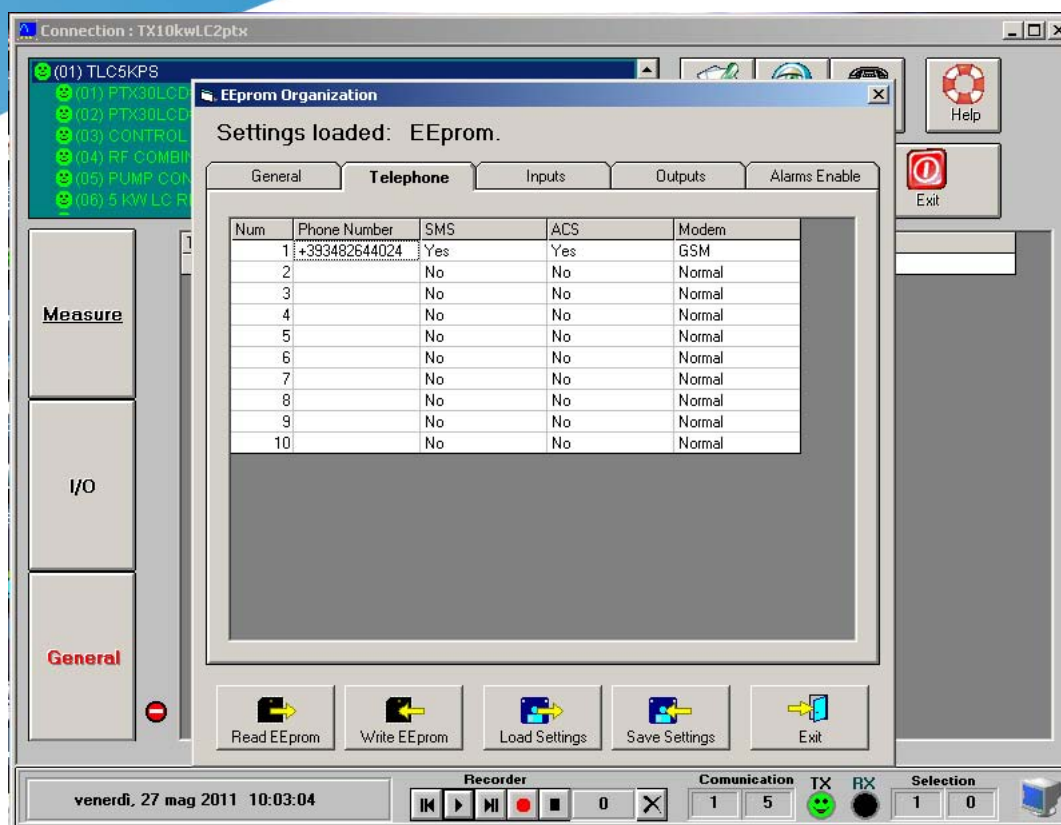 Connection : TX10kwLC2ptx
(01) TLC5KPS
(01) PTX30LCD
(02) PTX30LCD
(03) CONTROL
(04) RF COMBIN
(05) PUMP CON
(06) 5 KW LC R
Help
Exit
EEprom Organization
Settings loaded: EEprom.
General Telephone Inputs Outputs Alarms Enable
Num Phone Number SMS ACS Modem
1 +393482644024 Yes Yes GSM
2 No No Normal
3 No No Normal
4 No No Normal
5 No No Normal
6 No No Normal
7 No No Normal
8 No No Normal
9 No No Normal
10 No No Normal
Measure
I/O
General
Read EEprom Write EEprom Load Settings Save Settings Exit
venerdì, 27 mag 2011 10:03:04
Recorder
0
Comunication
1 5
TX RX
Selection
1 0